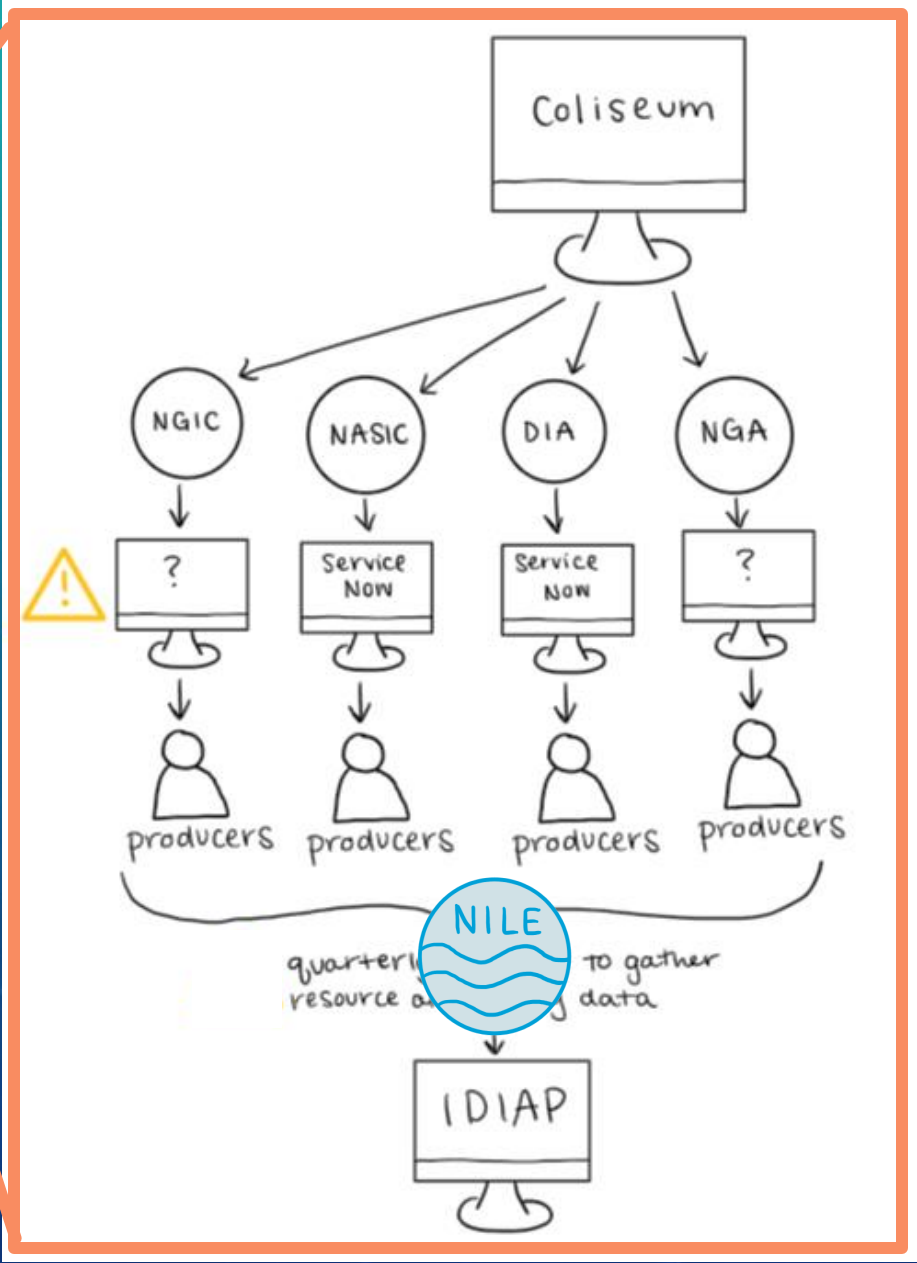 Coliseum
NGIC
NASIC
DIA
NGA
?
Service
Now
Service
Now
?
producers
producers
producers
producers
NILE
to gather
resource data
IDIAP